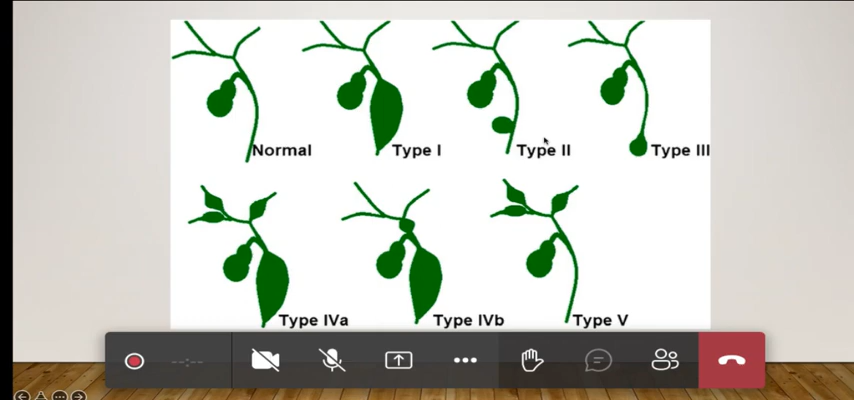 Normal Type I Type II Type III
Type IVa Type IVb Type V
--:--